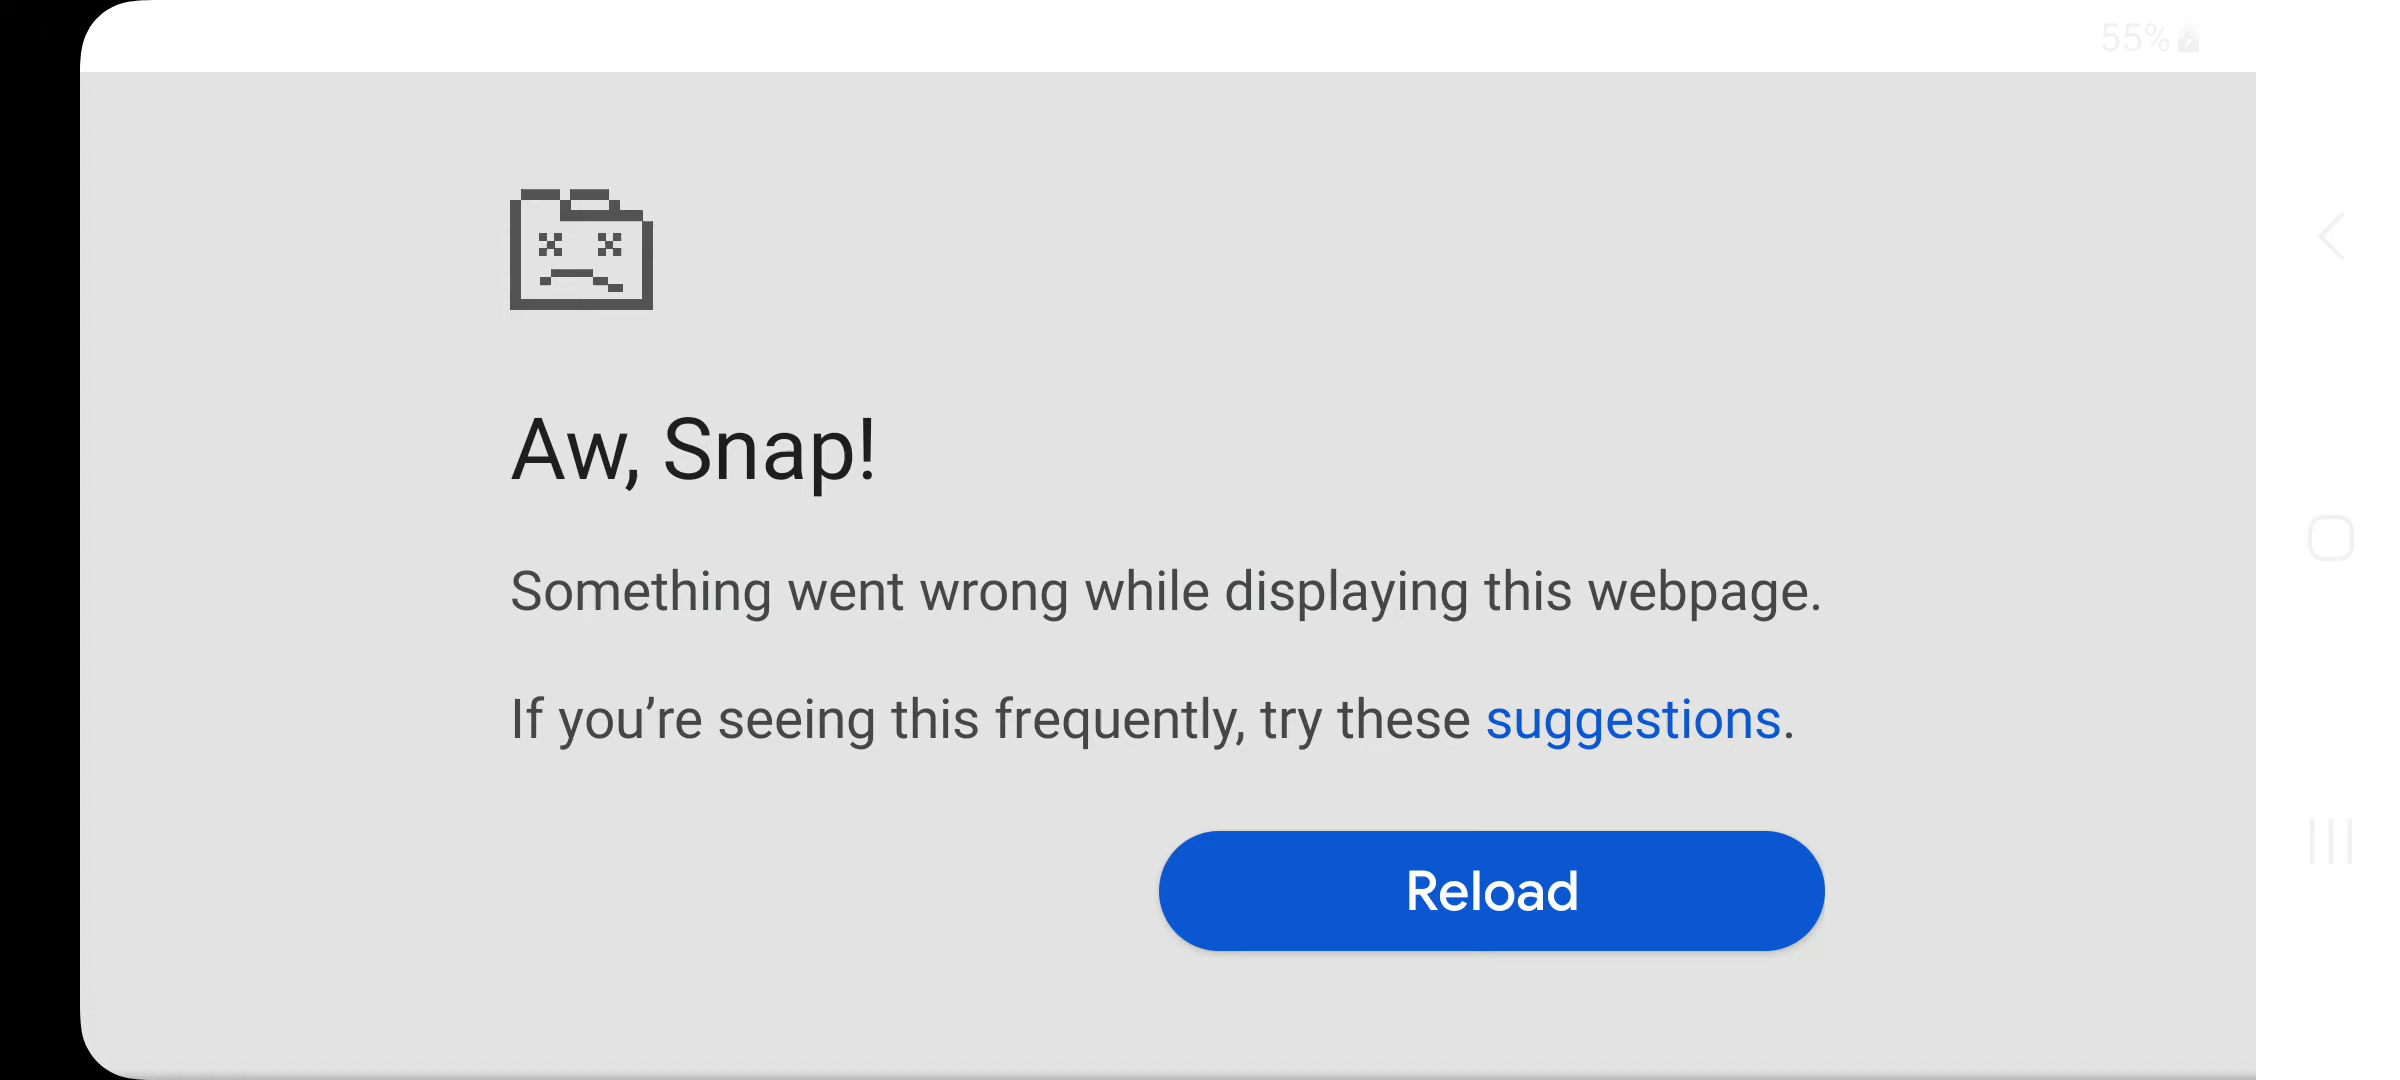 55%
Aw, Snap!
Something went wrong while displaying this webpage.
If you’re seeing this frequently, try these suggestions.
Reload